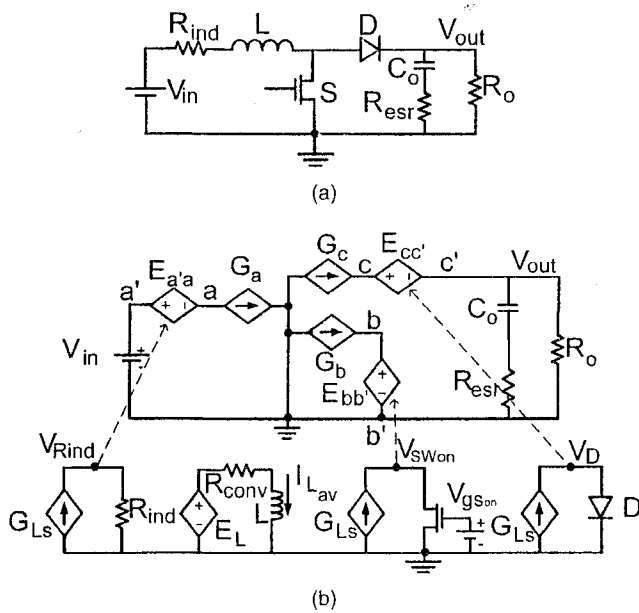 R_ind L D V_out
C_o
V_in S R_esr R_o
(a)
G_c E_cc' V_out
E_a'a G_a c c'
a' a C_o
b
V_in G_b R_o
E_bb' R_esr
b'
V_Rind V_SWon V_D
R_conv I_Lav V_gson
G_Ls R_ind E_L L G_Ls G_Ls D
(b)